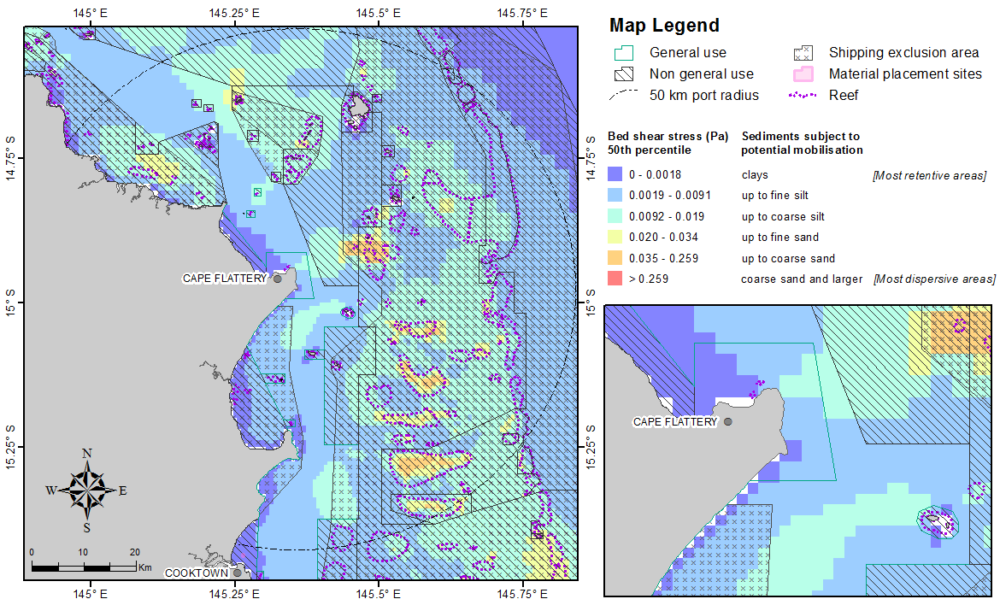 145° E
145.25° E
145.5° E
145.75° E
14.75° S
15° S
15.25° S
14.75° S
15° S
15.25° S
CAPE FLATTERY
COOKTOWN
N
W
E
S
0
10
20
Km
145° E
145.25° E
145.5° E
145.75° E
Map Legend
General use
Non general use
50 km port radius
Shipping exclusion area
Material placement sites
Reef
Bed shear stress (Pa)
50th percentile
Sediments subject to
potential mobilisation
0 - 0.0018 clays [Most retentive areas]
0.0019 - 0.0091 up to fine silt
0.0092 - 0.019 up to coarse silt
0.020 - 0.034 up to fine sand
0.035 - 0.259 up to coarse sand
> 0.259 coarse sand and larger [Most dispersive areas]
CAPE FLATTERY